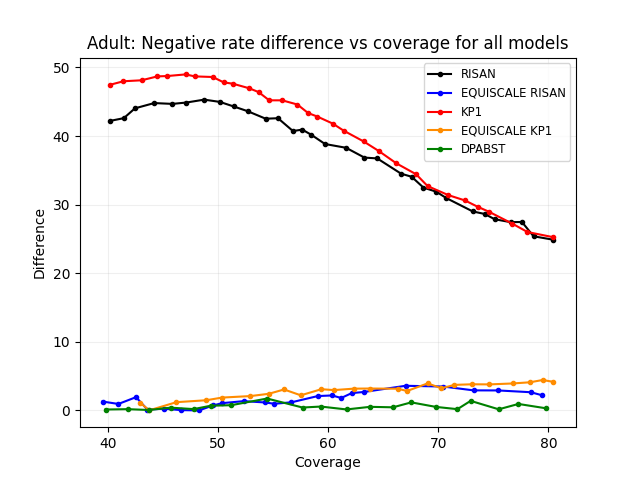 Adult: Negative rate difference vs coverage for all models
50
40
30
20
10
0
Difference
RISAN
EQUISCALE RISAN
KP1
EQUISCALE KP1
DPABST
40 50 60 70 80
Coverage